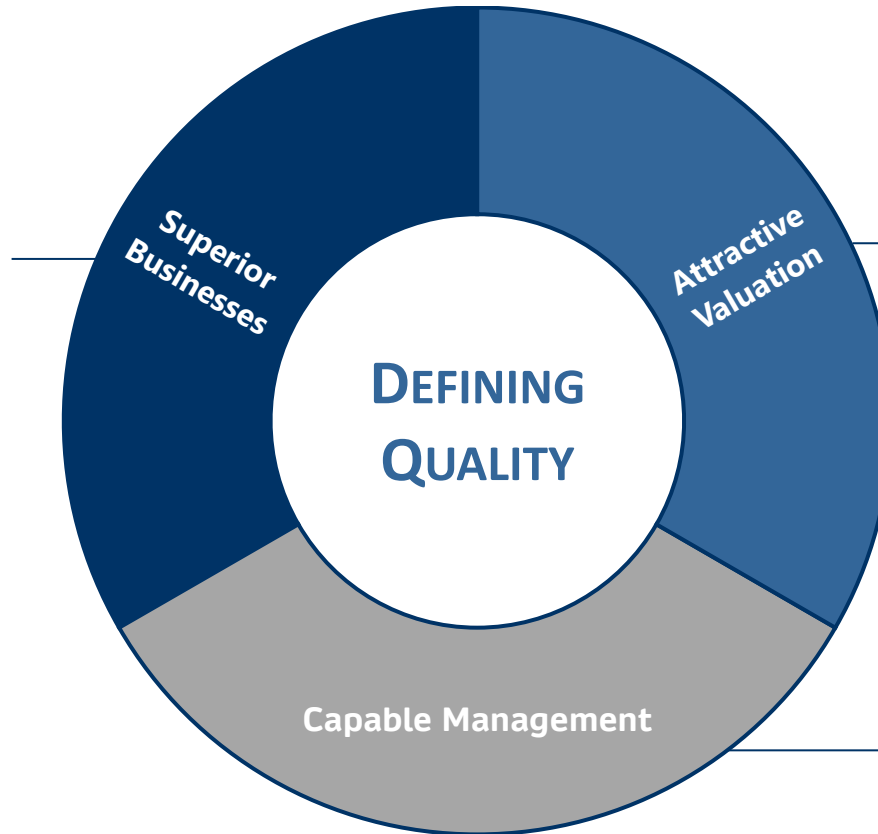 Superior
Businesses
Attractive
Valuation
DEFINING
QUALITY
Capable Management